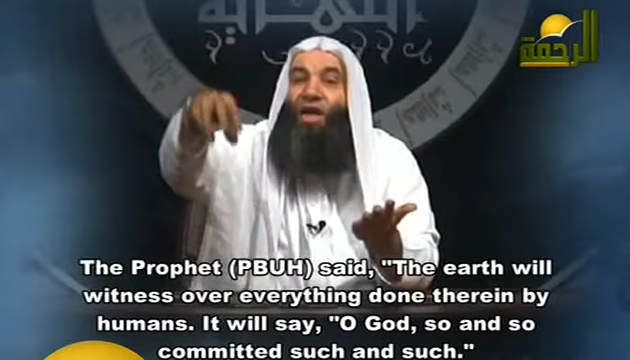 الرحمة
The Prophet (PBUH) said, "The earth will
witness over everything done therein by
humans. It will say, "O God, so and so
committed such and such."